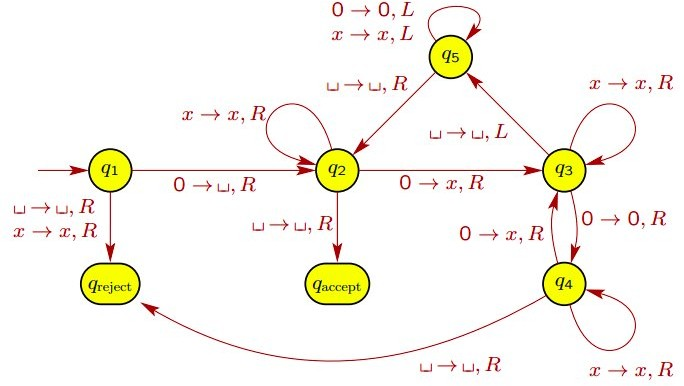 0 → 0, L
x → x, L
q5
␣ → ␣, R
x → x, R
x → x, R
␣ → ␣, L
q1
q2
q3
0 → ␣, R
0 → x, R
␣ → ␣, R
x → x, R
␣ → ␣, R
0 → x, R
0 → 0, R
qreject
qaccept
q4
␣ → ␣, R
x → x, R